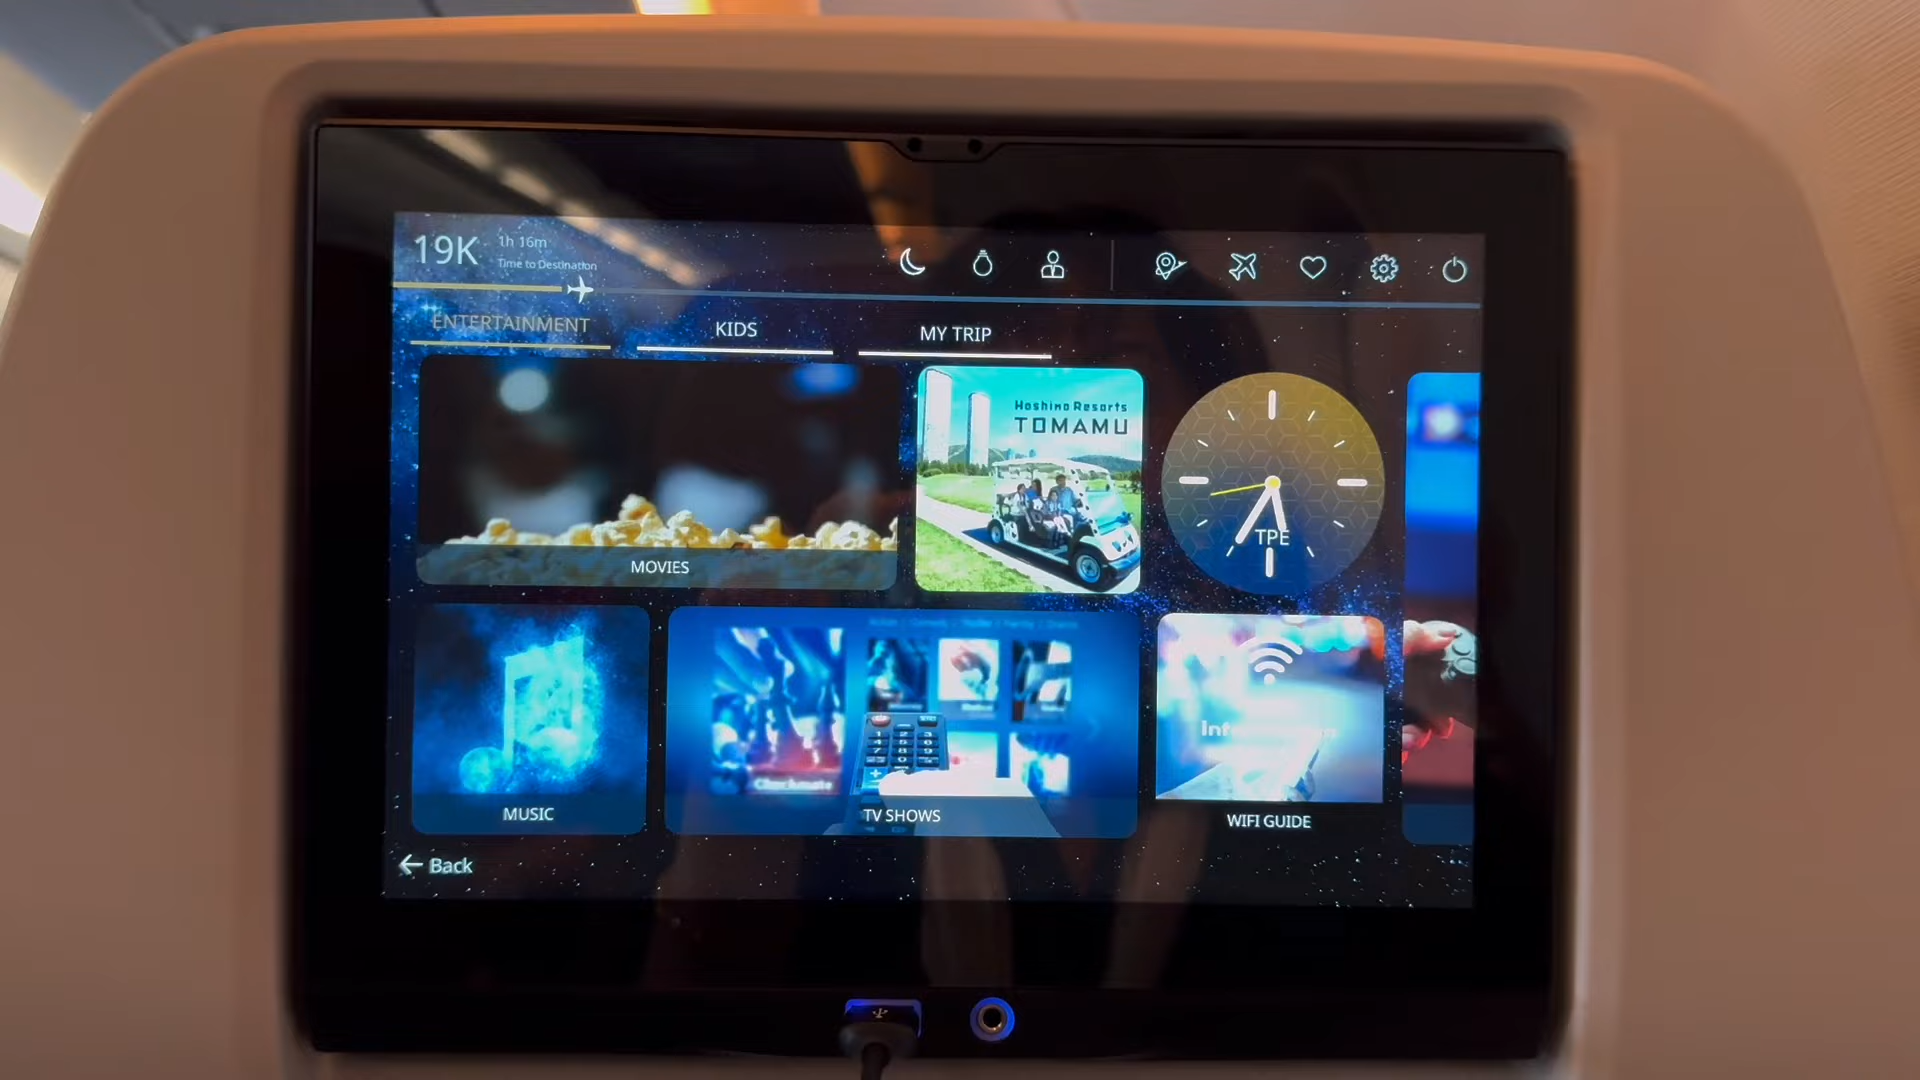 19K
1h 16m
Time to Destination
ENTERTAINMENT
KIDS
MY TRIP
MOVIES
Hoshino Resorts
TOMAMU
TPE
MUSIC
Checkmate
TV SHOWS
WIFI GUIDE
Back